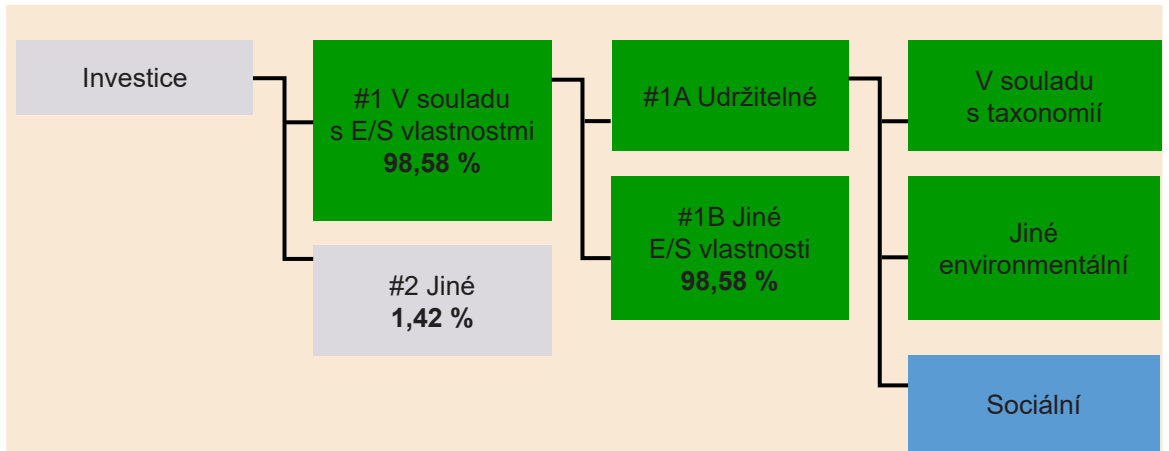 Investice
#1 V souladu
s E/S vlastnostmi
98,58 %
#2 Jiné
1,42 %
#1A Udržitelné
#1B Jiné
E/S vlastnosti
98,58 %
V souladu
s taxonomií
Jiné
environmentální
Sociální